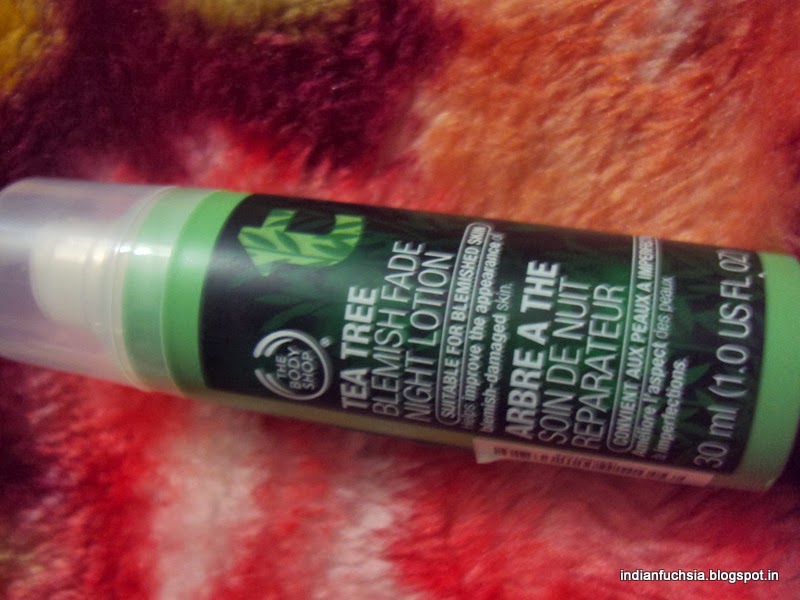 THE
BODY
SHOP
®
TEA TREE
BLEMISH FADE
NIGHT LOTION
SUITABLE FOR BLEMISHED SKIN
Helps improve the appearance of
blemish-damaged skin.
ARBRE A THE
SOIN DE NUIT
REPARATEUR
CONVIENT AUX PEAUX A
Améliore l'aspect des peaux
à imperfections.
30 ml (1.0 US FL OZ
indianfuchsia.blogspot.in